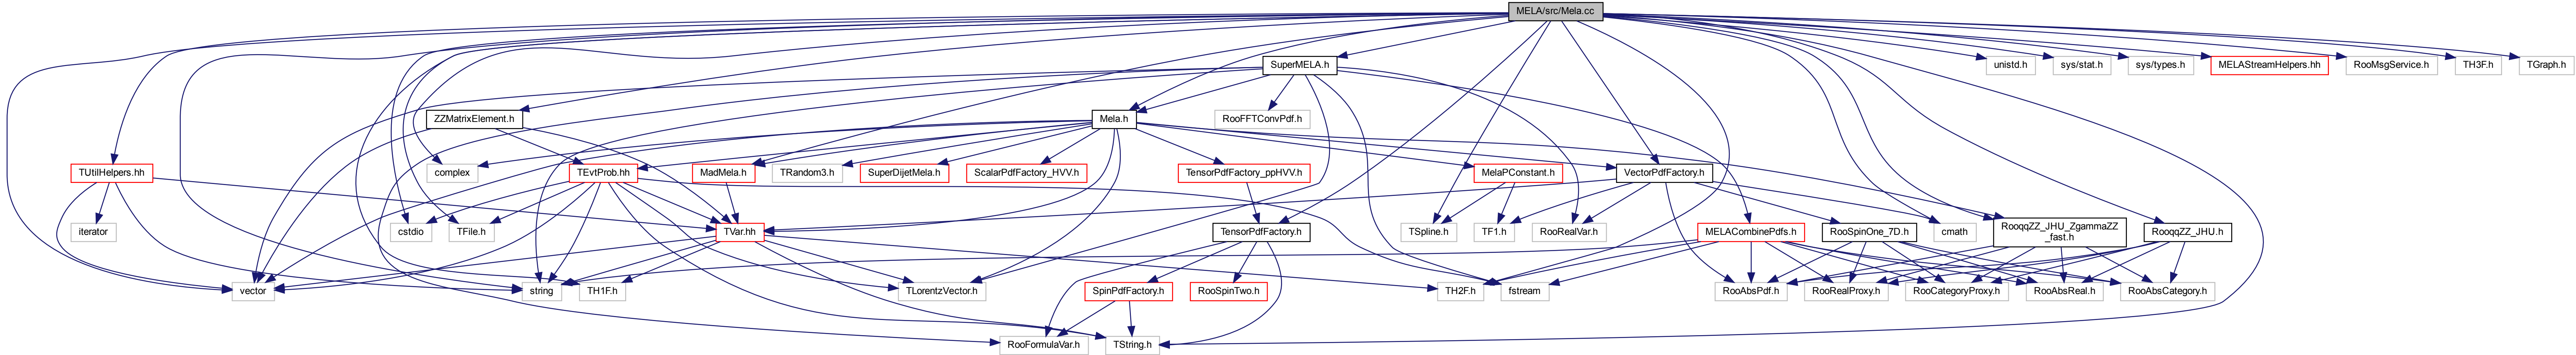 MELA/src/Mela.cc
SuperMELA.h
unistd.h
sys/stat.h
sys/types.h
MELAStreamHelpers.hh
RooMsgService.h
TH3F.h
TGraph.h
ZZMatrixElement.h
Mela.h
RooFFTConvPdf.h
TUtilHelpers.hh
complex
TEvtProb.hh
MadMela.h
TRandom3.h
SuperDijetMela.h
ScalarPdfFactory_HVV.h
TensorPdfFactory_ppHVV.h
MelaPConstant.h
VectorPdfFactory.h
iterator
cstdio
TFile.h
TVar.hh
TensorPdfFactory.h
TSpline.h
TF1.h
RooRealVar.h
MELACombinePdfs.h
RooSpinOne_7D.h
cmath
RooqqZZ_JHU_ZgammaZZ
_fast.h
RooqqZZ_JHU.h
vector
string
TH1F.h
TLorentzVector.h
SpinPdfFactory.h
RooSpinTwo.h
TH2F.h
fstream
RooAbsPdf.h
RooRealProxy.h
RooCategoryProxy.h
RooAbsReal.h
RooAbsCategory.h
RooFormulaVar.h
TString.h